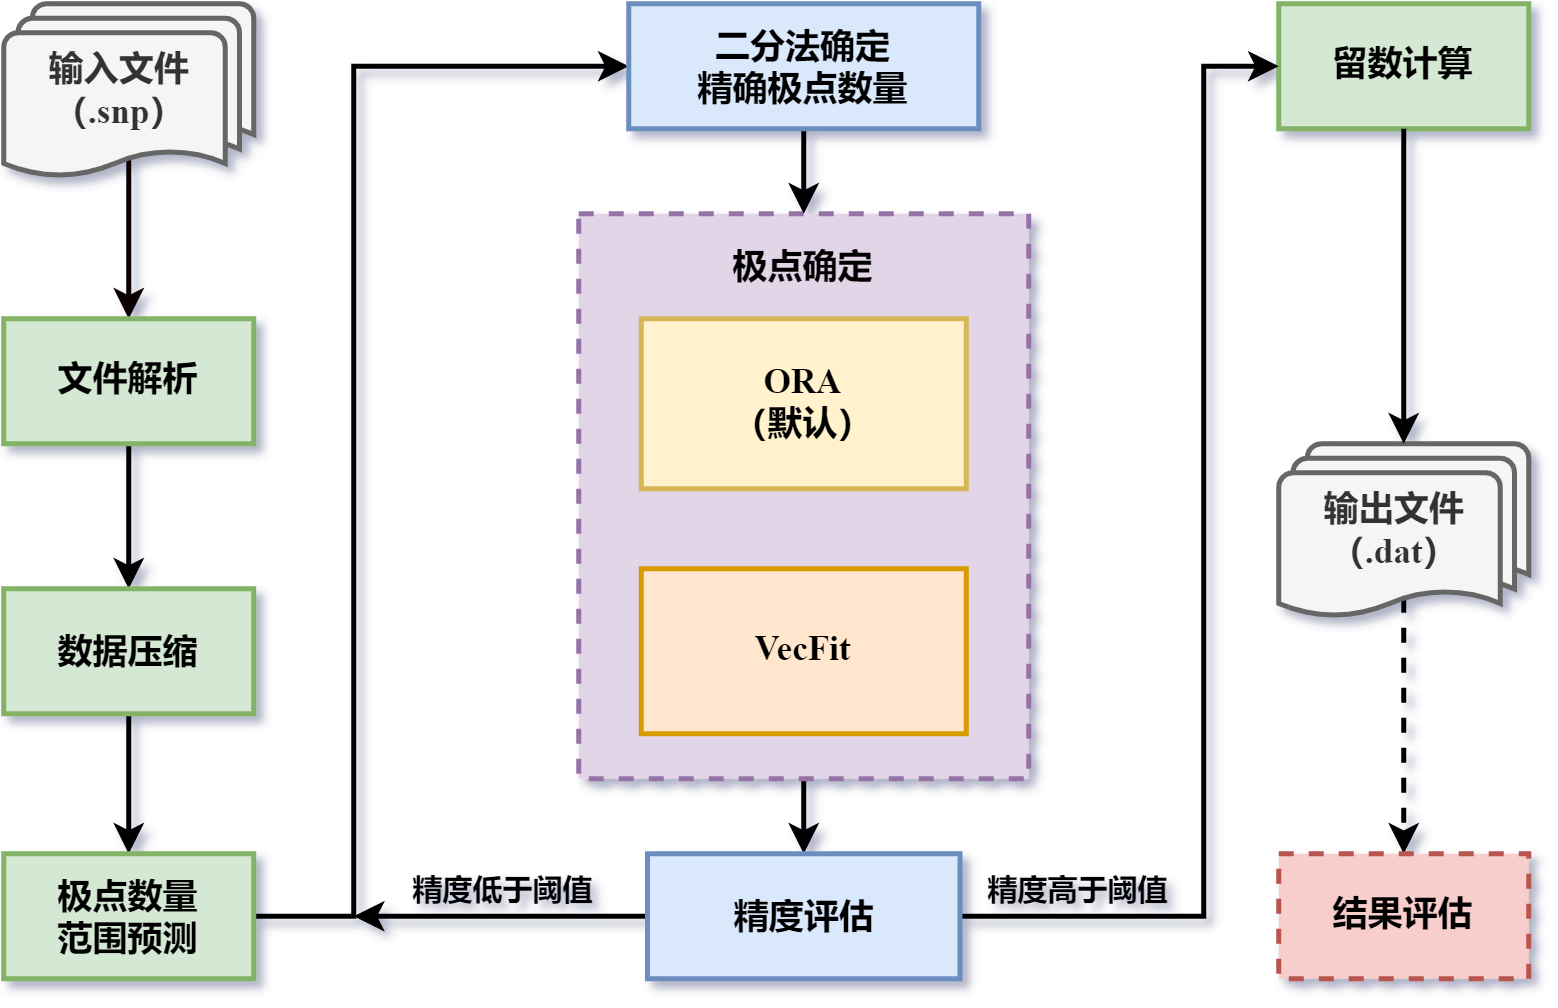 输入文件
(.snp)
文件解析
数据压缩
极点数量
范围预测
二分法确定
精确极点数量
极点确定
ORA
(默认)
VecFit
精度低于阈值
精度评估
精度高于阈值
留数计算
输出文件
(.dat)
结果评估